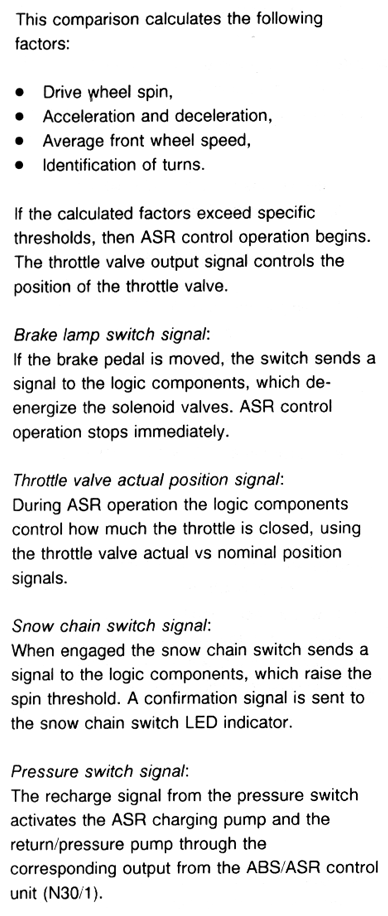 This comparison calculates the following
factors:
● Drive wheel spin,
● Acceleration and deceleration,
● Average front wheel speed,
● Identification of turns.
If the calculated factors exceed specific
thresholds, then ASR control operation begins.
The throttle valve output signal controls the
position of the throttle valve.
Brake lamp switch signal:
If the brake pedal is moved, the switch sends a
signal to the logic components, which de-
energize the solenoid valves. ASR control
operation stops immediately.
Throttle valve actual position signal:
During ASR operation the logic components
control how much the throttle is closed, using
the throttle valve actual vs nominal position
signals.
Snow chain switch signal:
When engaged the snow chain switch sends a
signal to the logic components, which raise the
spin threshold. A confirmation signal is sent to
the snow chain switch LED indicator.
Pressure switch signal:
The recharge signal from the pressure switch
activates the ASR charging pump and the
return/pressure pump through the
corresponding output from the ABS/ASR control
unit (N30/1).